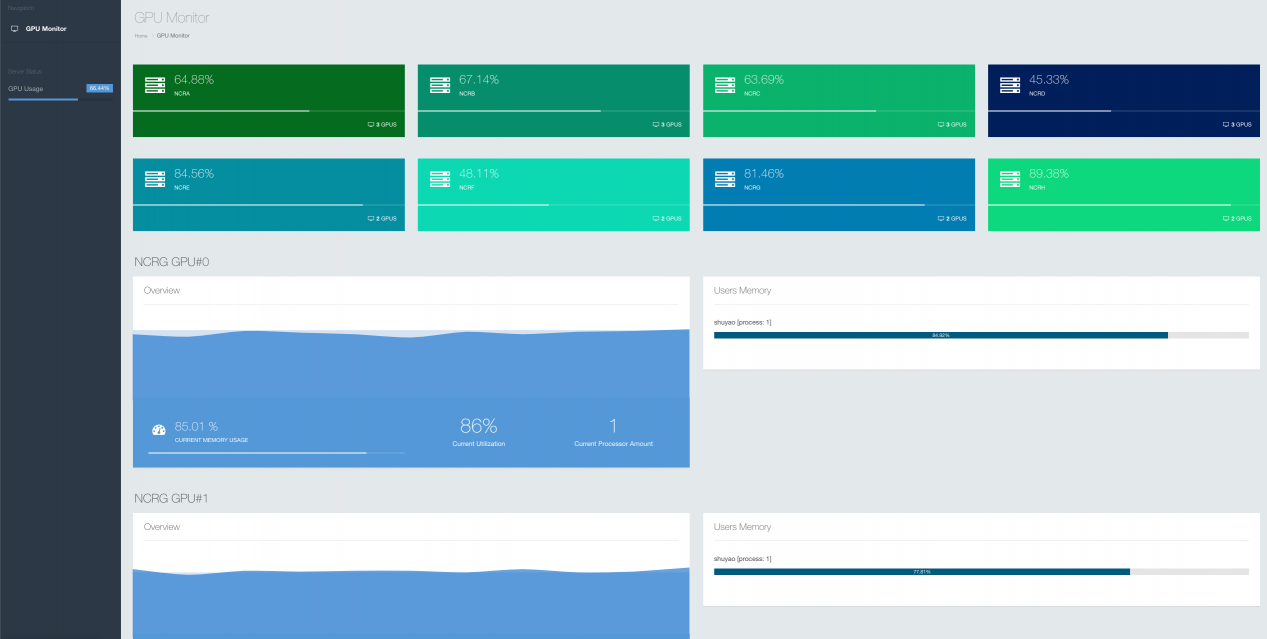 Navigation
GPU Monitor
Server Status
GPU Usage
GPU Monitor
Home > GPU Monitor
64.88%
NCRA
3 GPUS
67.14%
NCRB
3 GPUS
63.69%
NCRC
3 GPUS
45.33%
NCRD
3 GPUS
84.56%
NCRE
2 GPUS
48.11%
NCRF
2 GPUS
81.46%
NCRG
2 GPUS
89.38%
NCRH
2 GPUS
NCRG GPU#0
Overview
85.01 %
CURRENT MEMORY USAGE
86%
Current Utilization
1
Current Processor Amount
Users Memory
shuyao [process: 1]
84.92%
NCRG GPU#1
Overview
Users Memory
shuyao [process: 1]
77.81%